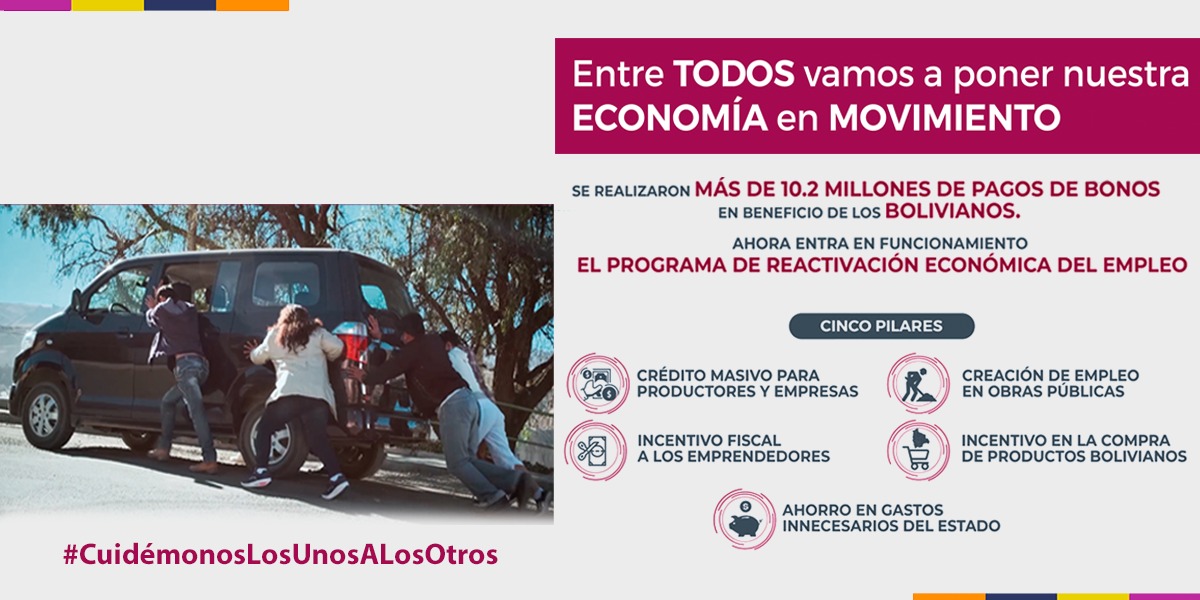 Entre TODOS vamos a poner nuestra
ECONOMÍA en MOVIMIENTO
SE REALIZARON MÁS DE 10.2 MILLONES DE PAGOS DE BONOS
EN BENEFICIO DE LOS BOLIVIANOS.
AHORA ENTRA EN FUNCIONAMIENTO
EL PROGRAMA DE REACTIVACIÓN ECONÓMICA DEL EMPLEO
CINCO PILARES
CRÉDITO MASIVO PARA
PRODUCTORES Y EMPRESAS
CREACIÓN DE EMPLEO
EN OBRAS PÚBLICAS
INCENTIVO FISCAL
A LOS EMPRENDEDORES
INCENTIVO EN LA COMPRA
DE PRODUCTOS BOLIVIANOS
AHORRO EN GASTOS
INNECESARIOS DEL ESTADO
#CuidémonosLosUnosALosOtros